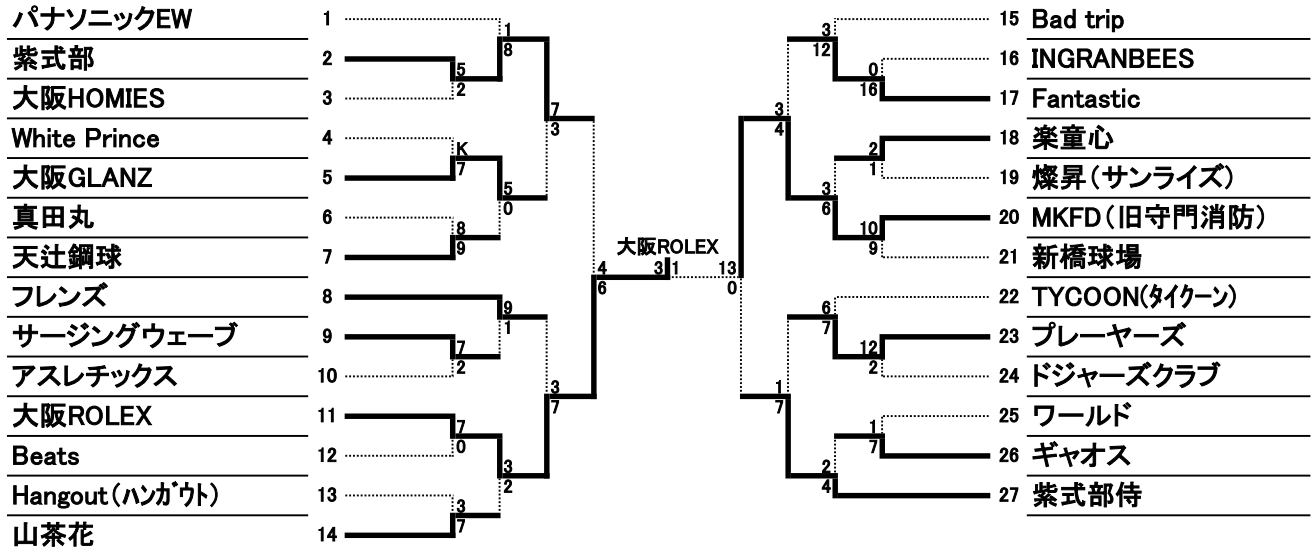 パナソニックEW 1
紫式部 2
大阪HOMIES 3
White Prince 4
大阪GLANZ 5
真田丸 6
天辻鋼球 7
フレンズ 8
サージングウェーブ 9
アスレチックス 10
大阪ROLEX 11
Beats 12
Hangout(ﾊﾝｶﾞｳﾄ) 13
山茶花 14
5
2
K
7
8
9
7
2
7
0
3
7
1
8
5
0
9
1
3
2
7
3
3
7
4
6
大阪ROLEX
3 1
13
0
3
4
1
7
3
12
3
6
6
7
2
4
0
16
2
1
10
9
12
2
1
7
15 Bad trip
16 INGRANBEES
17 Fantastic
18 楽童心
19 燦昇(サンライズ)
20 MKFD(旧守門消防)
21 新橋球場
22 TYCOON(ﾀｲｸーﾝ)
23 プレーヤーズ
24 ドジャーズクラブ
25 ワールド
26 ギャオス
27 紫式部侍